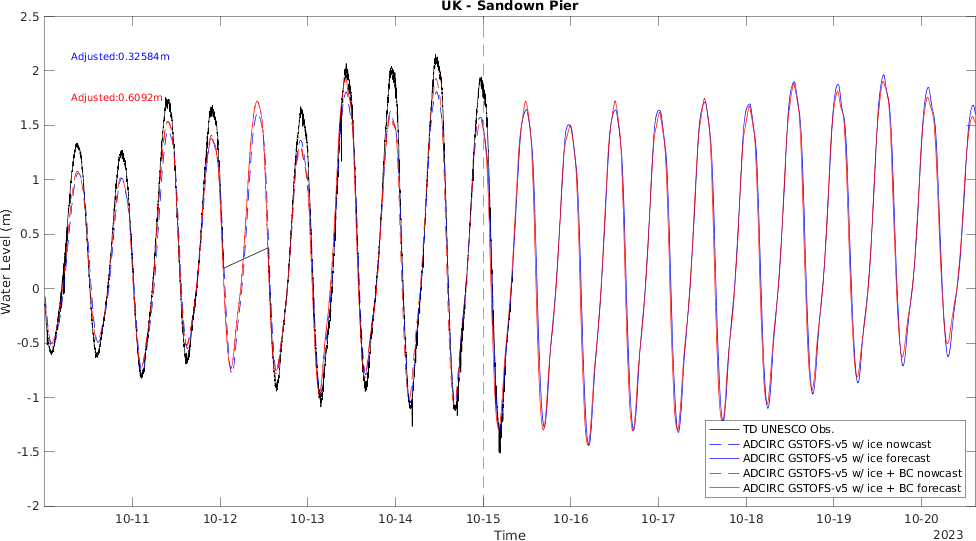 UK - Sandown Pier
2.5
2
1.5
1
0.5
0
-0.5
-1
-1.5
-2
Water Level (m)
Adjusted:0.32584m
Adjusted:0.6092m
TD UNESCO Obs.
ADCIRC GSTOFS-v5 w/ ice nowcast
ADCIRC GSTOFS-v5 w/ ice forecast
ADCIRC GSTOFS-v5 w/ ice + BC nowcast
ADCIRC GSTOFS-v5 w/ ice + BC forecast
10-11 10-12 10-13 10-14 10-15 10-16 10-17 10-18 10-19 10-20
Time
2023